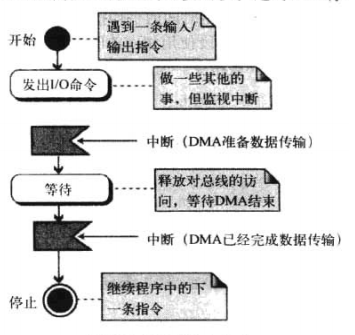 遇到一条输入/
输出指令
开始
发出I/O命令
做一些其他的
事，但监视中断
中断（DMA准备数据传输）
等待
释放对总线的访
问，等待DMA结束
中断（DMA已经完成数据传输）
停止
继续程序中的下
一条指令